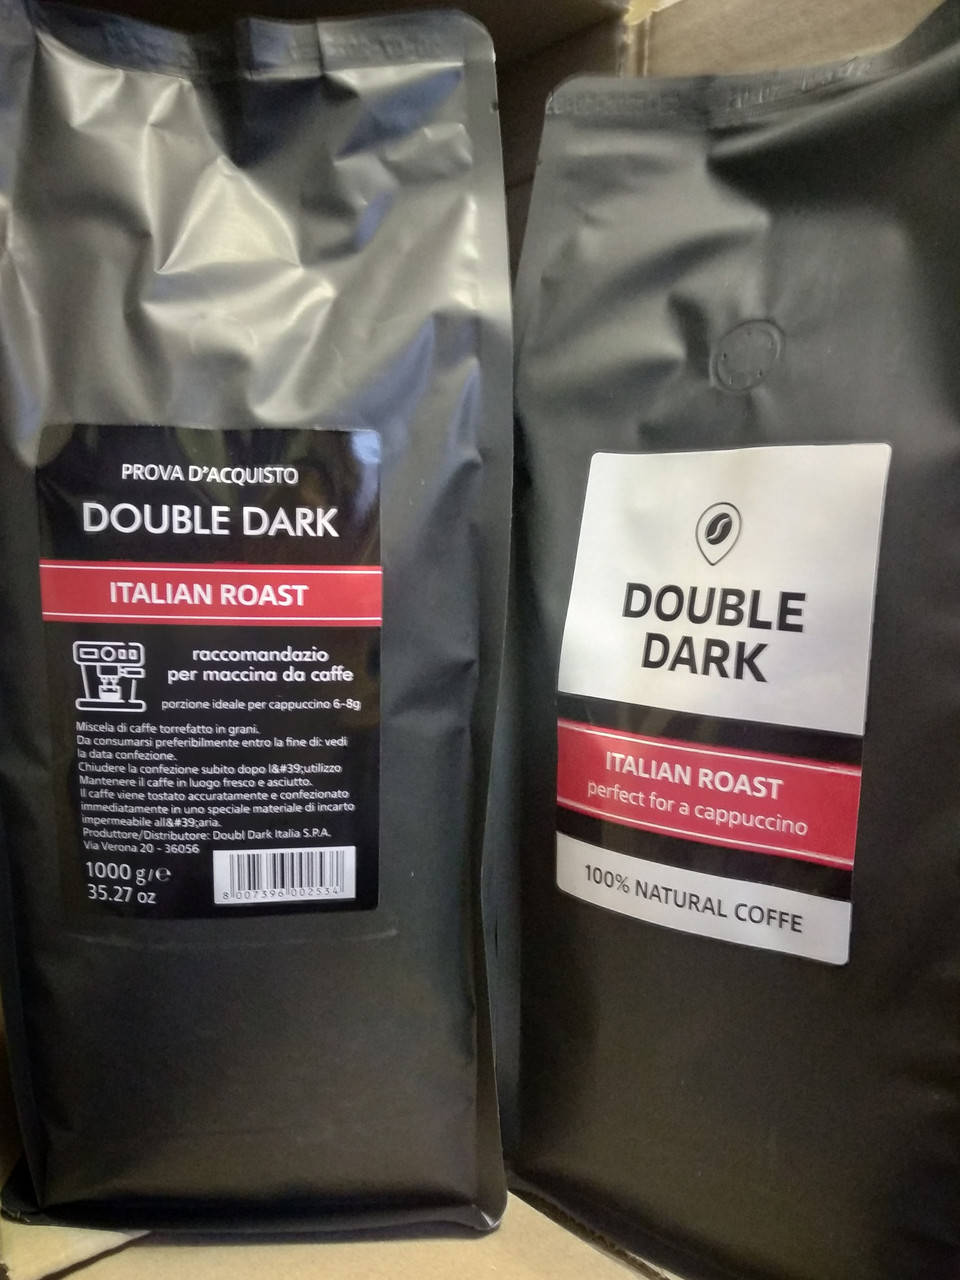 PROVA D'ACQUISTO
DOUBLE DARK
ITALIAN ROAST
raccomandazio
per maccina da caffe
porzione ideale per cappuccino 6-8g
Miscela di caffe torrefatto in grani.
Da consumarsi preferibilmente entro la fine di: vedi
la data confezione.
Chiudere la confezione subito dopo l&#39;utilizzo
Mantenere il caffe in luogo fresco e asciutto.
Il caffe viene tostato accuratamente e confezionato
immediatamente in uno speciale materiale di incarto
impermeabile all&#39;aria.
Produttore/Distributore: Doubl Dark Italia S.P.A.
Via Verona 20 - 36056
1000 g/e
35.27 oz
8 007396 002534
DOUBLE
DARK
ITALIAN ROAST
perfect for a cappuccino
100% NATURAL COFFE